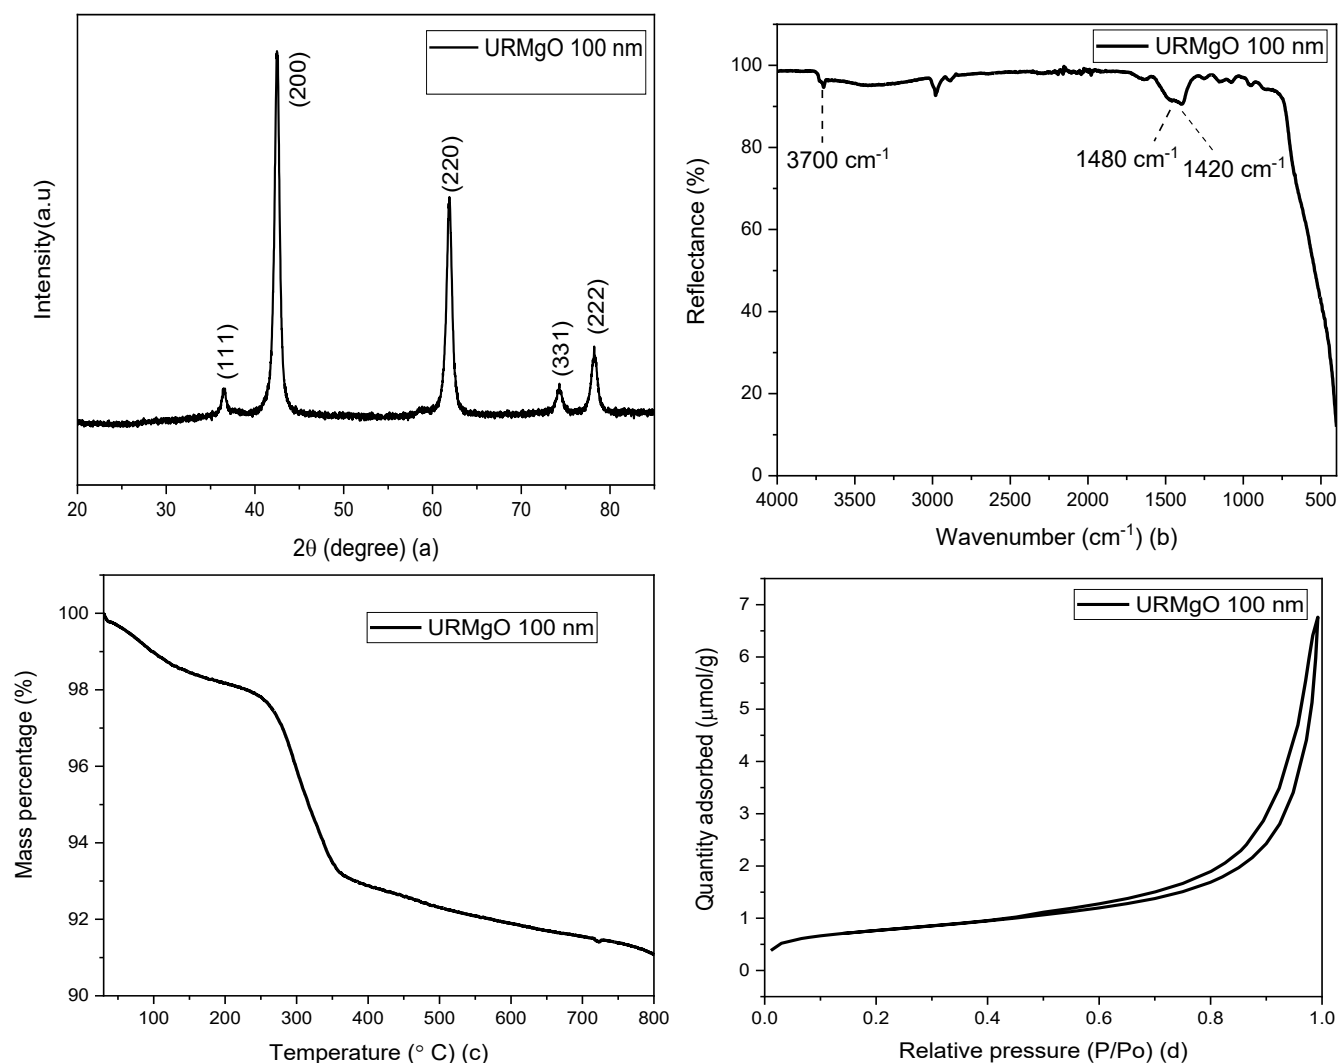 URMgO 100 nm
(111)
(200)
(220)
(331)
(222)
Intensity(a.u)
20 30 40 50 60 70 80
2θ (degree) (a)
URMgO 100 nm
100
80
60
40
20
0
Reflectance (%)
3700 cm-1
1480 cm-1
1420 cm-1
4000 3500 3000 2500 2000 1500 1000 500
Wavenumber (cm-1) (b)
URMgO 100 nm
100
98
96
94
92
90
Mass percentage (%)
100 200 300 400 500 600 700 800
Temperature (° C) (c)
URMgO 100 nm
7
6
5
4
3
2
1
0
Quantity adsorbed (μmol/g)
0.0 0.2 0.4 0.6 0.8 1.0
Relative pressure (P/Po) (d)